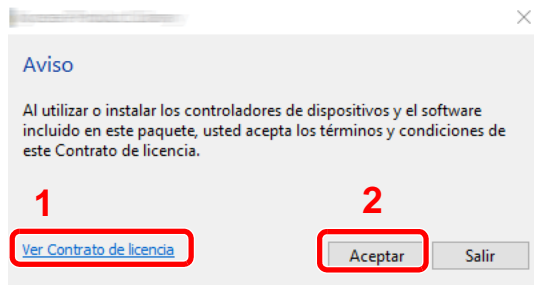 Aviso
Al utilizar o instalar los controladores de dispositivos y el software
incluido en este paquete, usted acepta los términos y condiciones de
este Contrato de licencia.
1
2
Ver Contrato de licencia
Aceptar
Salir